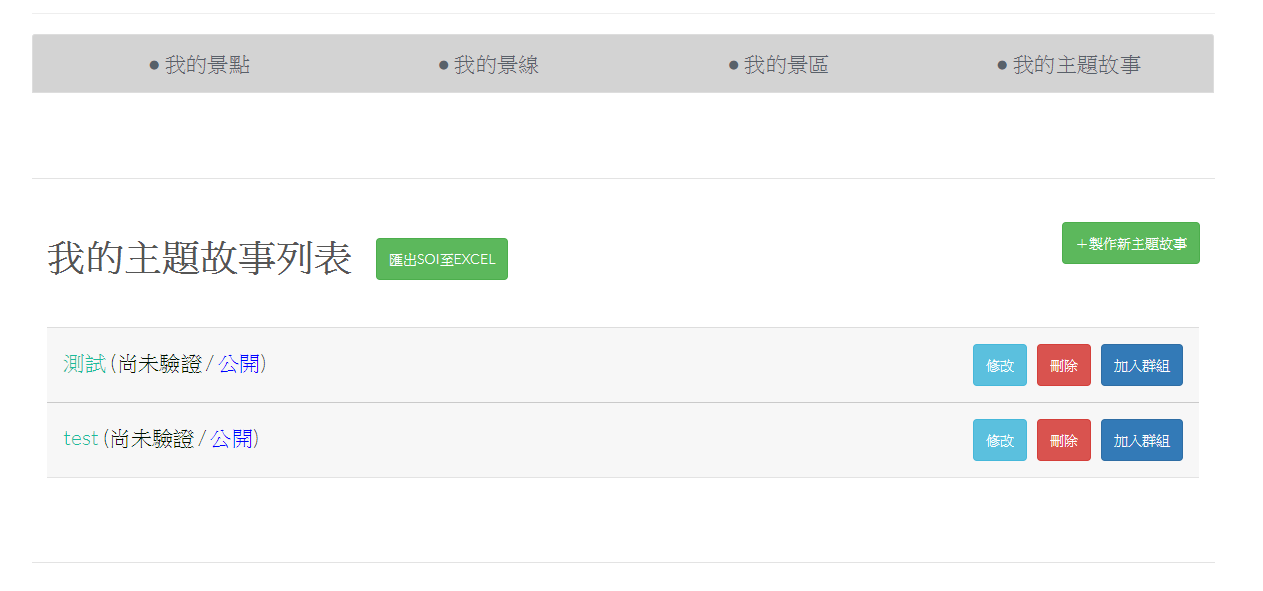 ● 我的景點 ● 我的景線 ● 我的景區 ● 我的主題故事
＋製作新主題故事
我的主題故事列表 匯出SOI至EXCEL
測試 (尚未驗證 / 公開) 修改 刪除 加入群組
test (尚未驗證 / 公開) 修改 刪除 加入群組